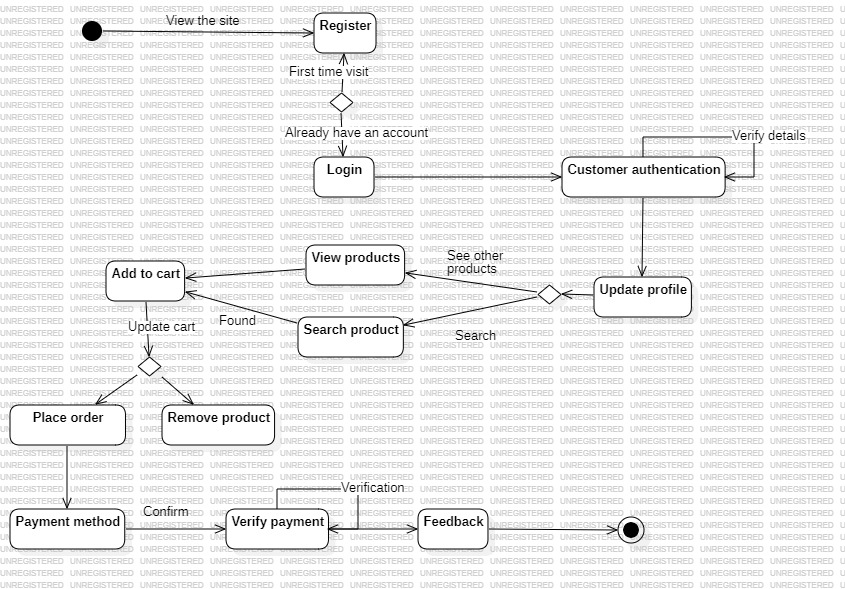 View the site
Register
First time visit
Already have an account
Login
Customer authentication
Verify details
See other
products
View products
Add to cart
Update profile
Search product
Found
Search
Update cart
Place order
Remove product
Verification
Payment method
Confirm
Verify payment
Feedback
UNREGISTERED